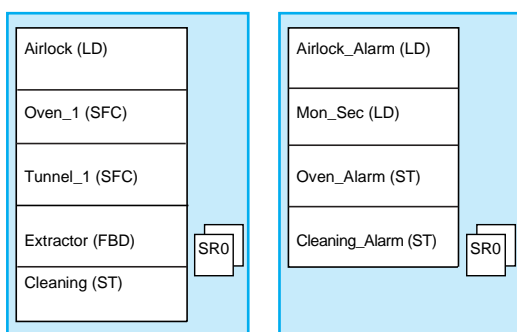 Airlock (LD)
Oven_1 (SFC)
Tunnel_1 (SFC)
Extractor (FBD)
SR0
Cleaning (ST)
Airlock_Alarm (LD)
Mon_Sec (LD)
Oven_Alarm (ST)
Cleaning_Alarm (ST)
SR0